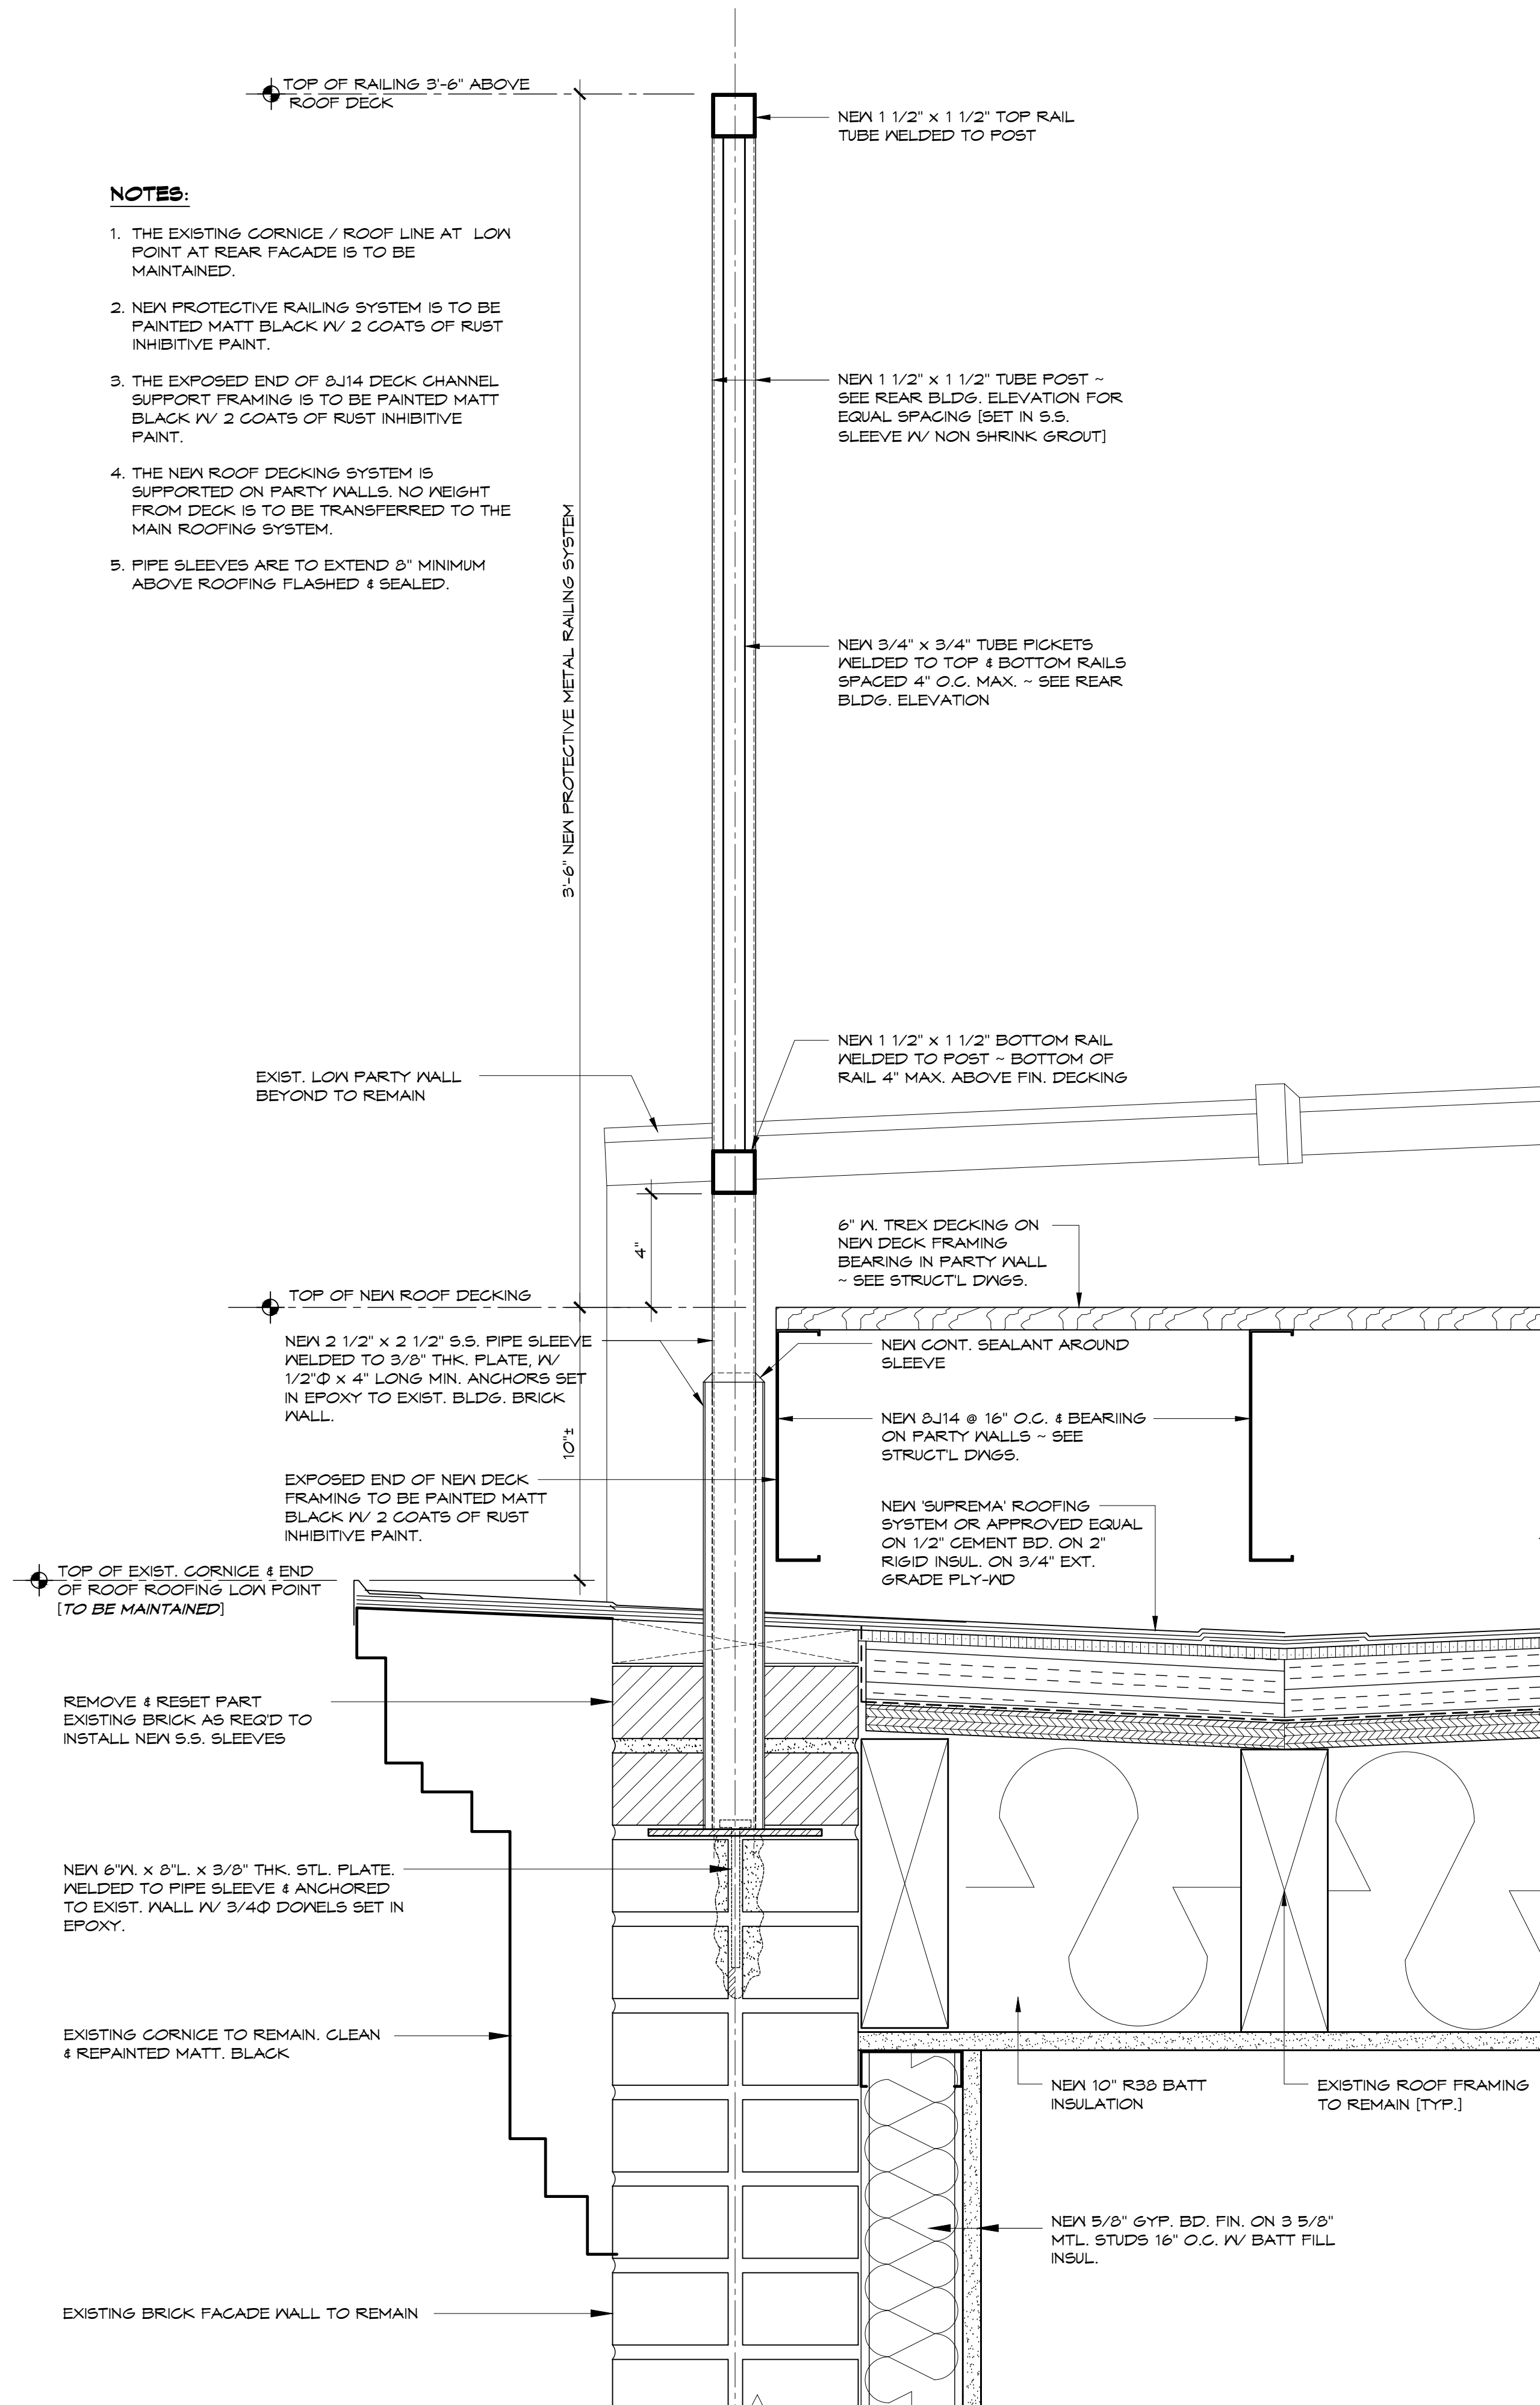 TOP OF RAILING 3'-6" ABOVE
ROOF DECK
NEW 1 1/2" x 1 1/2" TOP RAIL
TUBE WELDED TO POST
NOTES:
1. THE EXISTING CORNICE / ROOF LINE AT LOW
POINT AT REAR FACADE IS TO BE
MAINTAINED.
2. NEW PROTECTIVE RAILING SYSTEM IS TO BE
PAINTED MATT BLACK W/ 2 COATS OF RUST
INHIBITIVE PAINT.
3. THE EXPOSED END OF 8J14 DECK CHANNEL
SUPPORT FRAMING IS TO BE PAINTED MATT
BLACK W/ 2 COATS OF RUST INHIBITIVE
PAINT.
4. THE NEW ROOF DECKING SYSTEM IS
SUPPORTED ON PARTY WALLS. NO WEIGHT
FROM DECK IS TO BE TRANSFERRED TO THE
MAIN ROOFING SYSTEM.
5. PIPE SLEEVES ARE TO EXTEND 8" MINIMUM
ABOVE ROOFING FLASHED & SEALED.
NEW 1 1/2" x 1 1/2" TUBE POST ~
SEE REAR BLDG. ELEVATION FOR
EQUAL SPACING [SET IN S.S.
SLEEVE W/ NON SHRINK GROUT]
3'-6" NEW PROTECTIVE METAL RAILING SYSTEM
NEW 3/4" x 3/4" TUBE PICKETS
WELDED TO TOP & BOTTOM RAILS
SPACED 4" O.C. MAX. ~ SEE REAR
BLDG. ELEVATION
NEW 1 1/2" x 1 1/2" BOTTOM RAIL
WELDED TO POST ~ BOTTOM OF
RAIL 4" MAX. ABOVE FIN. DECKING
EXIST. LOW PARTY WALL
BEYOND TO REMAIN
4"
6" W. TREX DECKING ON
NEW DECK FRAMING
BEARING IN PARTY WALL
~ SEE STRUCT'L DWGS.
TOP OF NEW ROOF DECKING
NEW 2 1/2" x 2 1/2" S.S. PIPE SLEEVE
WELDED TO 3/8" THK. PLATE, W/
1/2"Φ x 4" LONG MIN. ANCHORS SET
IN EPOXY TO EXIST. BLDG. BRICK
WALL.
NEW CONT. SEALANT AROUND
SLEEVE
10"±
NEW 8J14 @ 16" O.C. & BEARIING
ON PARTY WALLS ~ SEE
STRUCT'L DWGS.
EXPOSED END OF NEW DECK
FRAMING TO BE PAINTED MATT
BLACK W/ 2 COATS OF RUST
INHIBITIVE PAINT.
NEW 'SUPREMA' ROOFING
SYSTEM OR APPROVED EQUAL
ON 1/2" CEMENT BD. ON 2"
RIGID INSUL. ON 3/4" EXT.
GRADE PLY-WD
TOP OF EXIST. CORNICE & END
OF ROOF ROOFING LOW POINT
[TO BE MAINTAINED]
REMOVE & RESET PART
EXISTING BRICK AS REQ'D TO
INSTALL NEW S.S. SLEEVES
NEW 6"W. x 8"L. x 3/8" THK. STL. PLATE.
WELDED TO PIPE SLEEVE & ANCHORED
TO EXIST. WALL W/ 3/4Φ DOWELS SET IN
EPOXY.
EXISTING CORNICE TO REMAIN. CLEAN
& REPAINTED MATT. BLACK
NEW 10" R38 BATT
INSULATION
EXISTING ROOF FRAMING
TO REMAIN [TYP.]
NEW 5/8" GYP. BD. FIN. ON 3 5/8"
MTL. STUDS 16" O.C. W/ BATT FILL
INSUL.
EXISTING BRICK FACADE WALL TO REMAIN